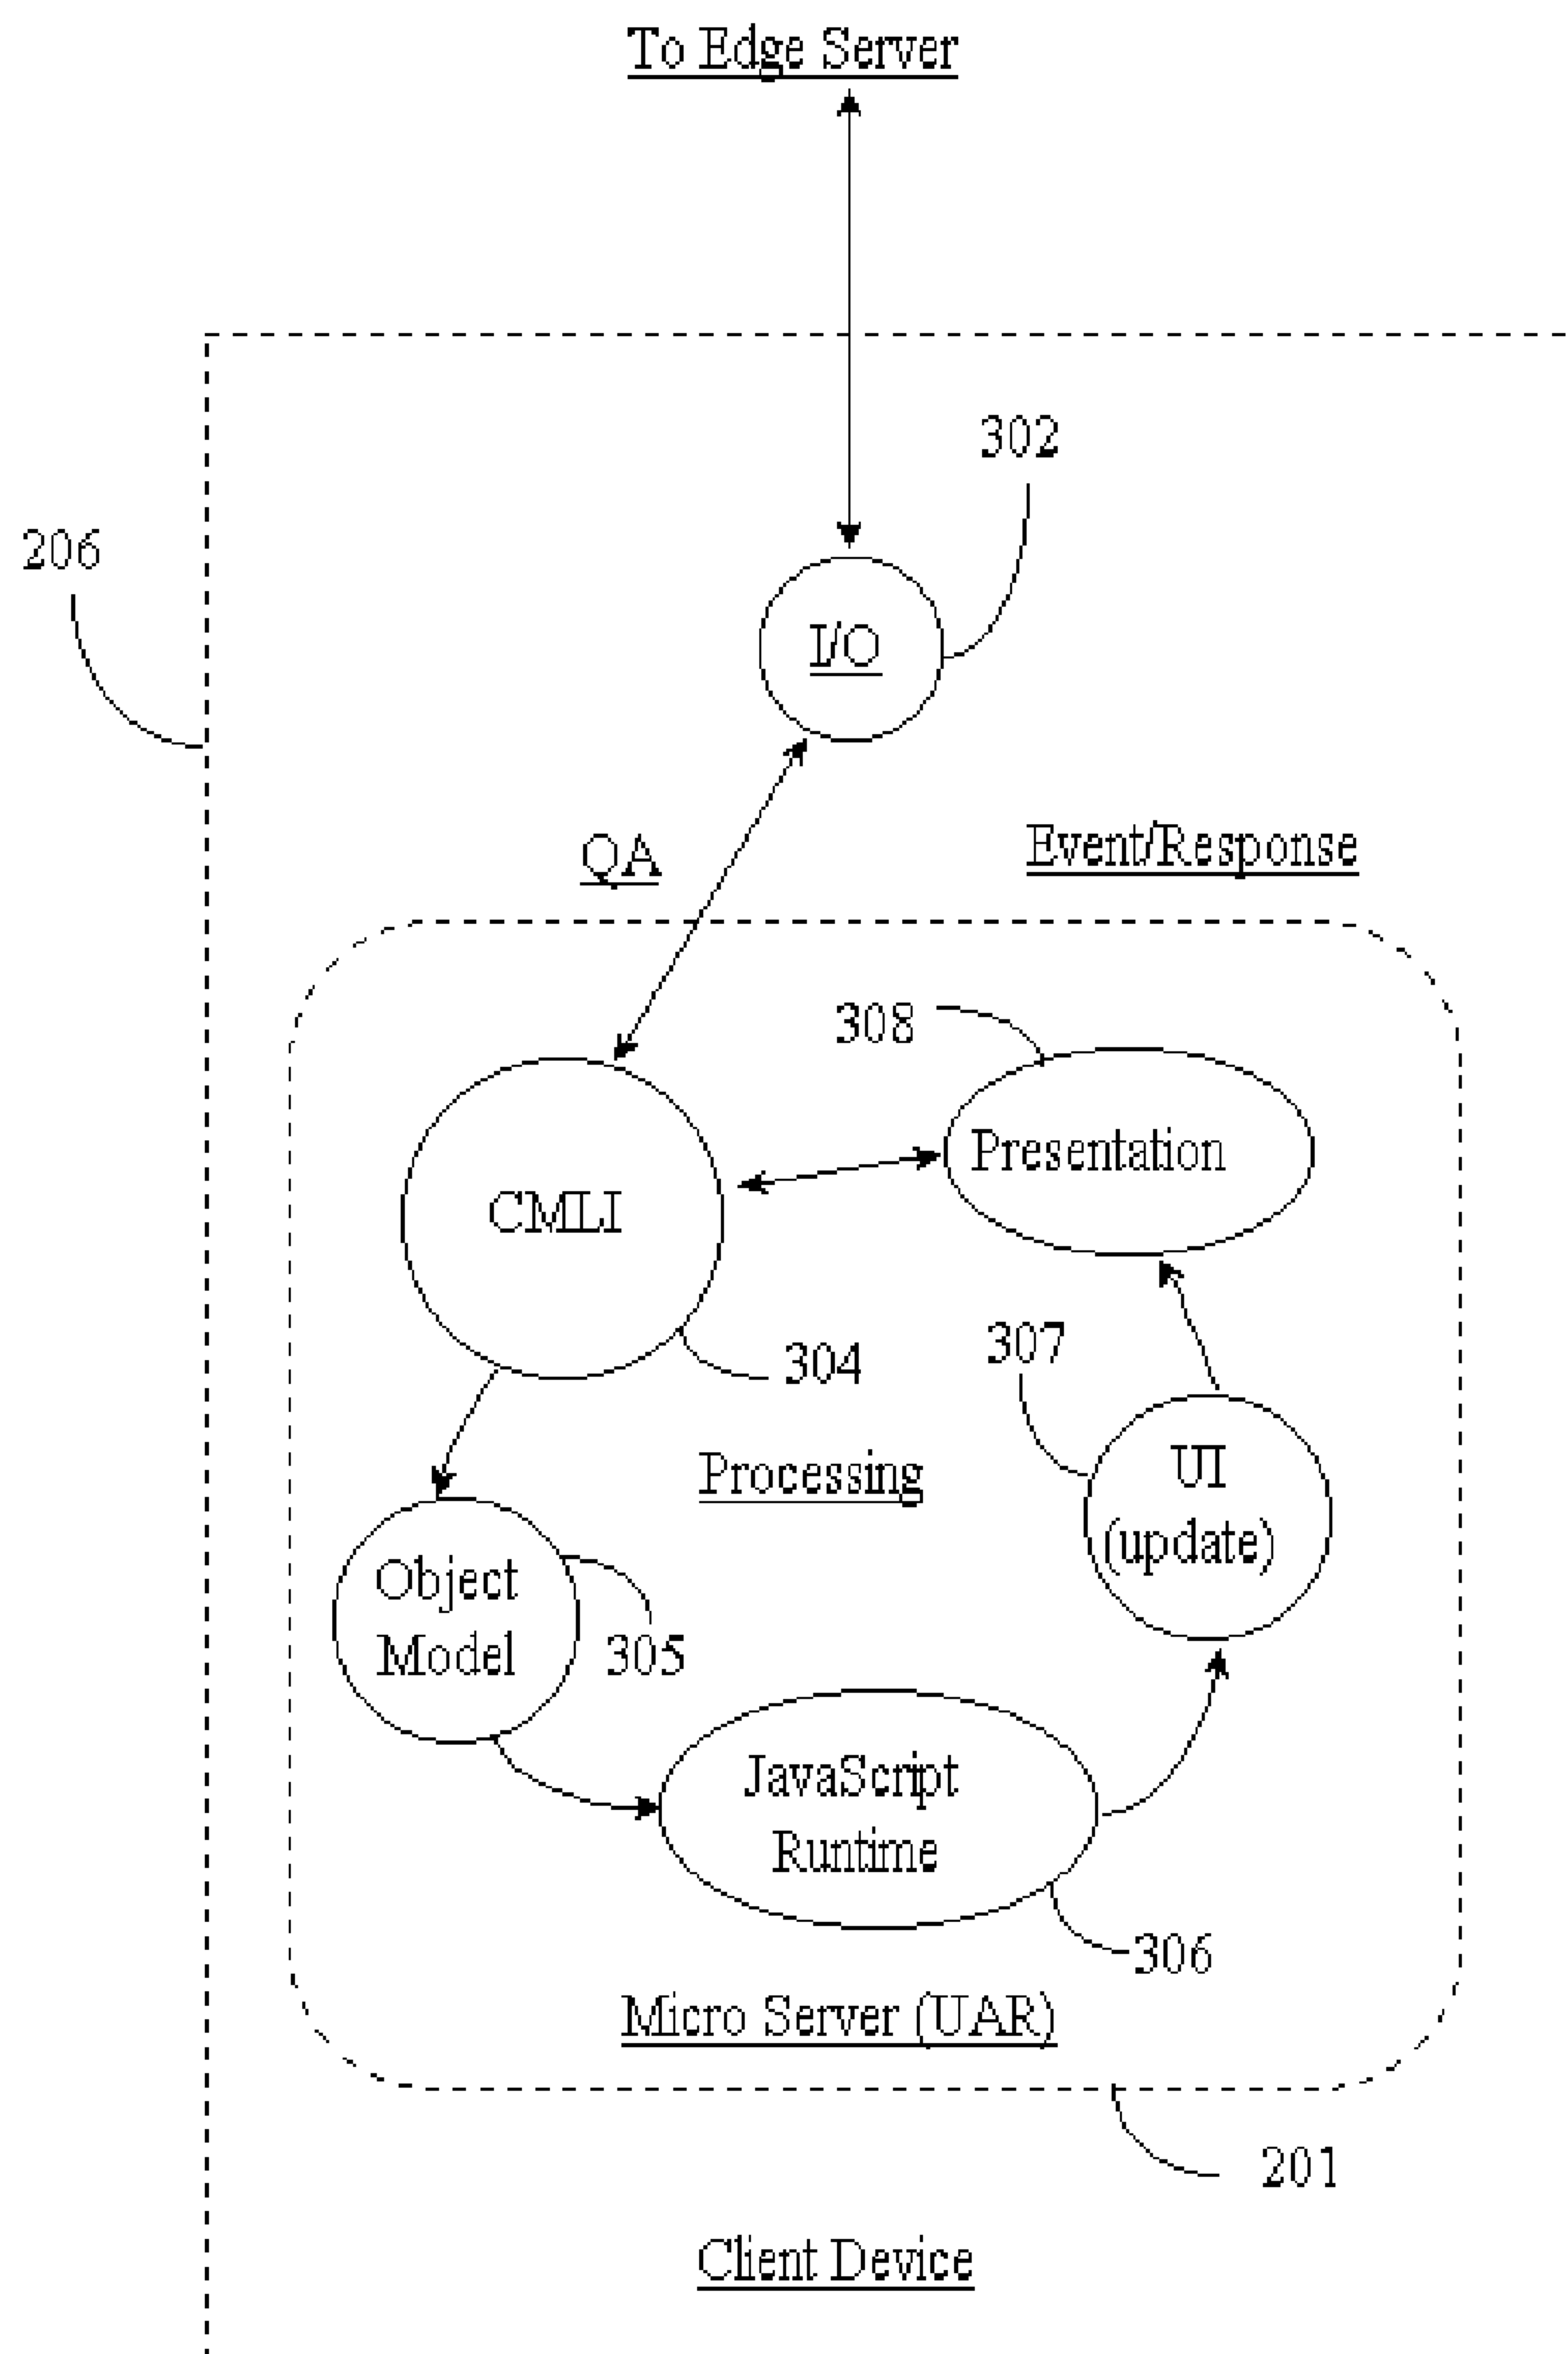 To Edge Server
302
206
I/O
QA
Event/Response
308
Presentation
CMLI
307
304
UI
(update)
Processing
Object
Model
305
JavaScript
Runtime
306
Micro Server (UAR)
201
Client Device